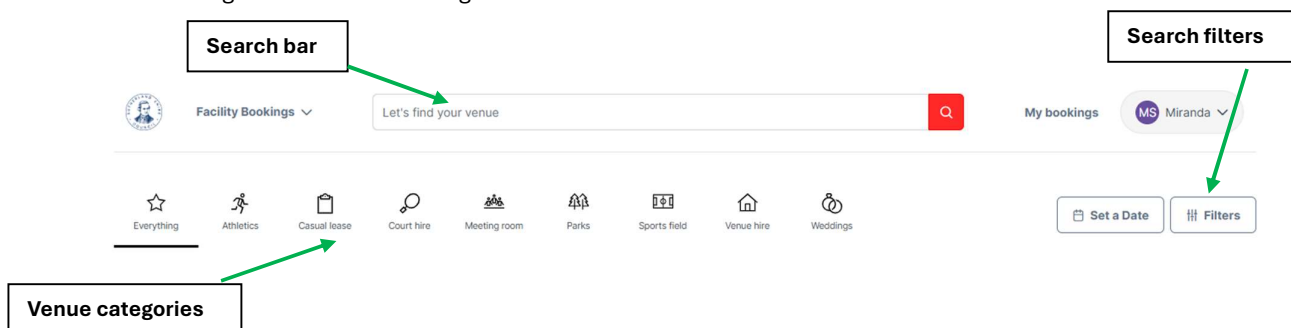 Search bar
Search filters
Facility Bookings
Let's find your venue
My bookings
MS
Miranda
Everything
Athletics
Casual lease
Court hire
Meeting room
Parks
Sports field
Venue hire
Weddings
Set a Date
Filters
Venue categories